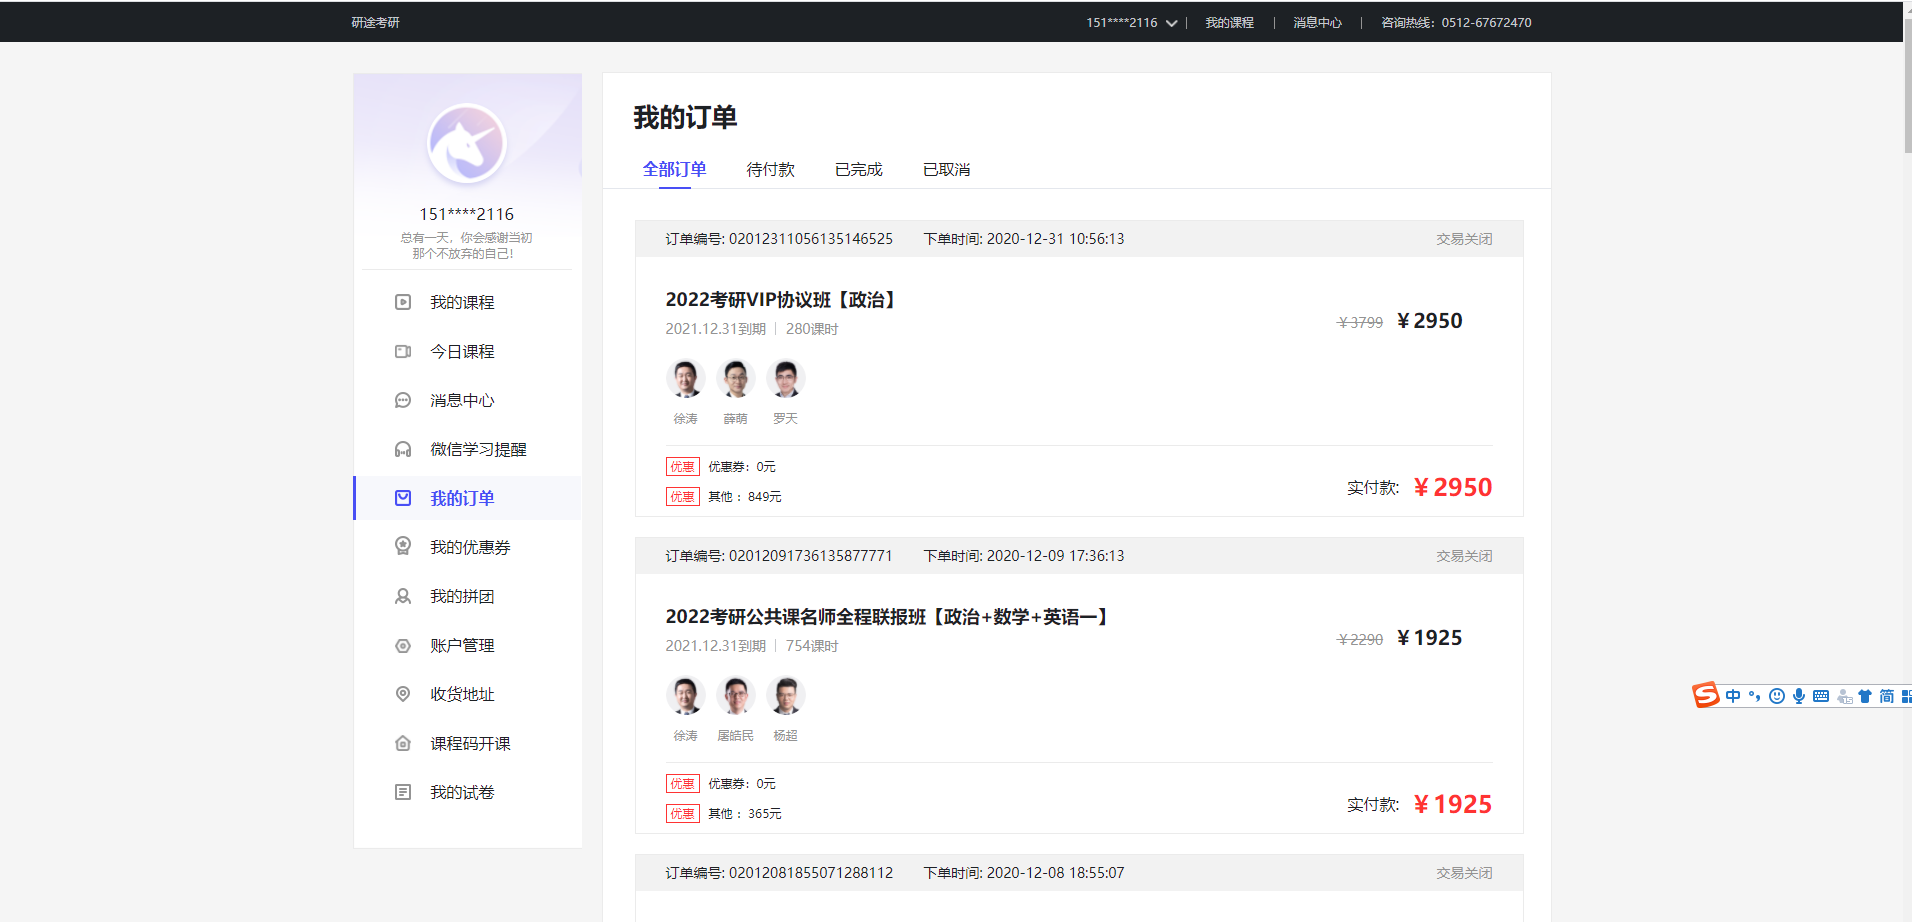 研途考研
151****2116 | 我的课程 | 消息中心 | 咨询热线：0512-67672470
151****2116
总有一天，你会感谢当初
那个不放弃的自己！
我的课程
今日课程
消息中心
微信学习提醒
我的订单
我的优惠券
我的拼团
账户管理
收货地址
课程码开课
我的试卷
我的订单
全部订单 待付款 已完成 已取消
订单编号: 02012311056135146525 下单时间: 2020-12-31 10:56:13 交易关闭
2022考研VIP协议班【政治】
2021.12.31到期 | 280课时
¥3799 ¥2950
徐涛 薛萌 罗天
优惠 优惠券：0元
优惠 其他：849元
实付款: ¥2950
订单编号: 02012091736135877771 下单时间: 2020-12-09 17:36:13 交易关闭
2022考研公共课名师全程联报班【政治+数学+英语一】
2021.12.31到期 | 754课时
¥2290 ¥1925
徐涛 屠皓民 杨超
优惠 优惠券：0元
优惠 其他：365元
实付款: ¥1925
订单编号: 02012081855071288112 下单时间: 2020-12-08 18:55:07 交易关闭
S 中 °, 简